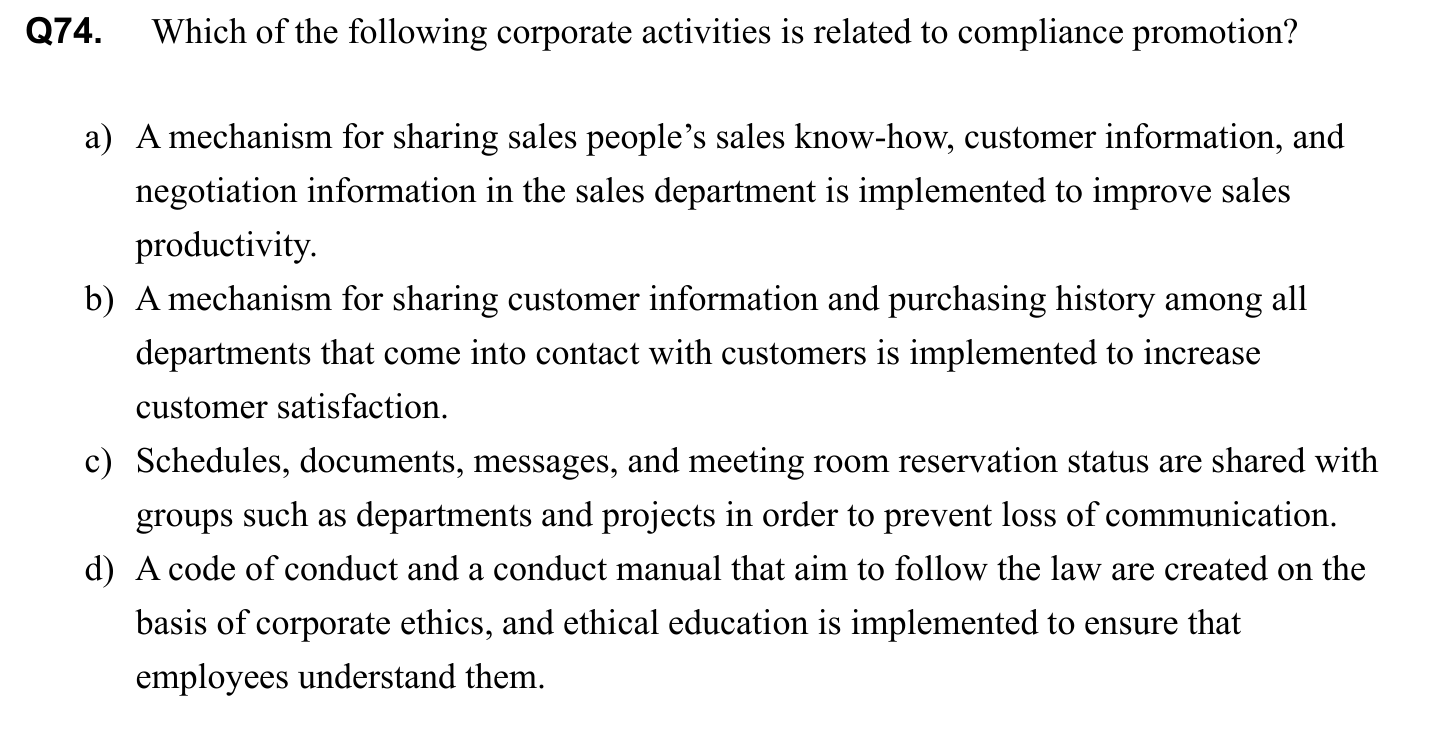 Q74. Which of the following corporate activities is related to compliance promotion?
a) A mechanism for sharing sales people’s sales know-how, customer information, and
negotiation information in the sales department is implemented to improve sales
productivity.
b) A mechanism for sharing customer information and purchasing history among all
departments that come into contact with customers is implemented to increase
customer satisfaction.
c) Schedules, documents, messages, and meeting room reservation status are shared with
groups such as departments and projects in order to prevent loss of communication.
d) A code of conduct and a conduct manual that aim to follow the law are created on the
basis of corporate ethics, and ethical education is implemented to ensure that
employees understand them.